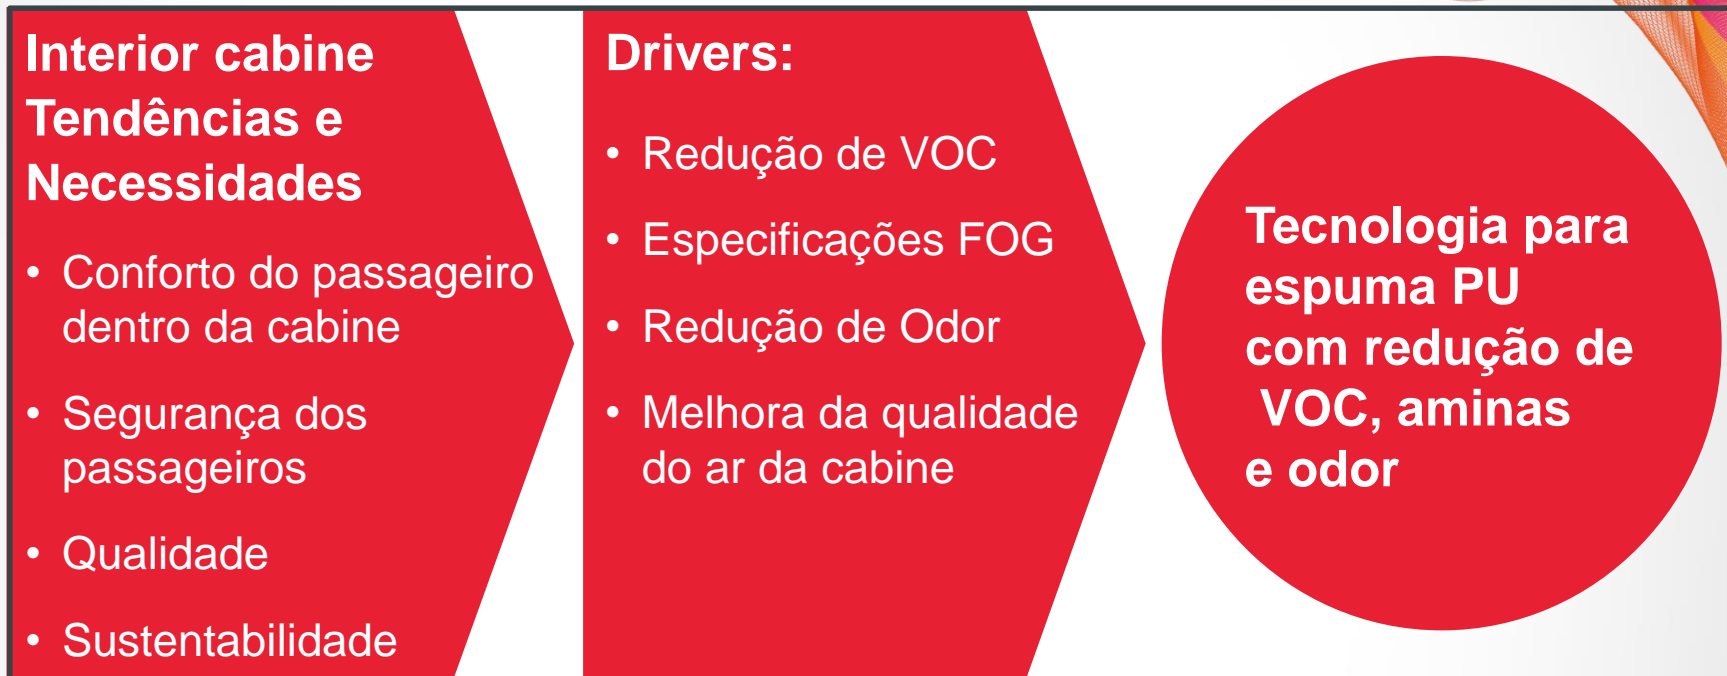 Interior cabine
Tendências e
Necessidades
• Conforto do passageiro
dentro da cabine
• Segurança dos
passageiros
• Qualidade
• Sustentabilidade
Drivers:
• Redução de VOC
• Especificações FOG
• Redução de Odor
• Melhora da qualidade
do ar da cabine
Tecnologia para
espuma PU
com redução de
VOC, aminas
e odor